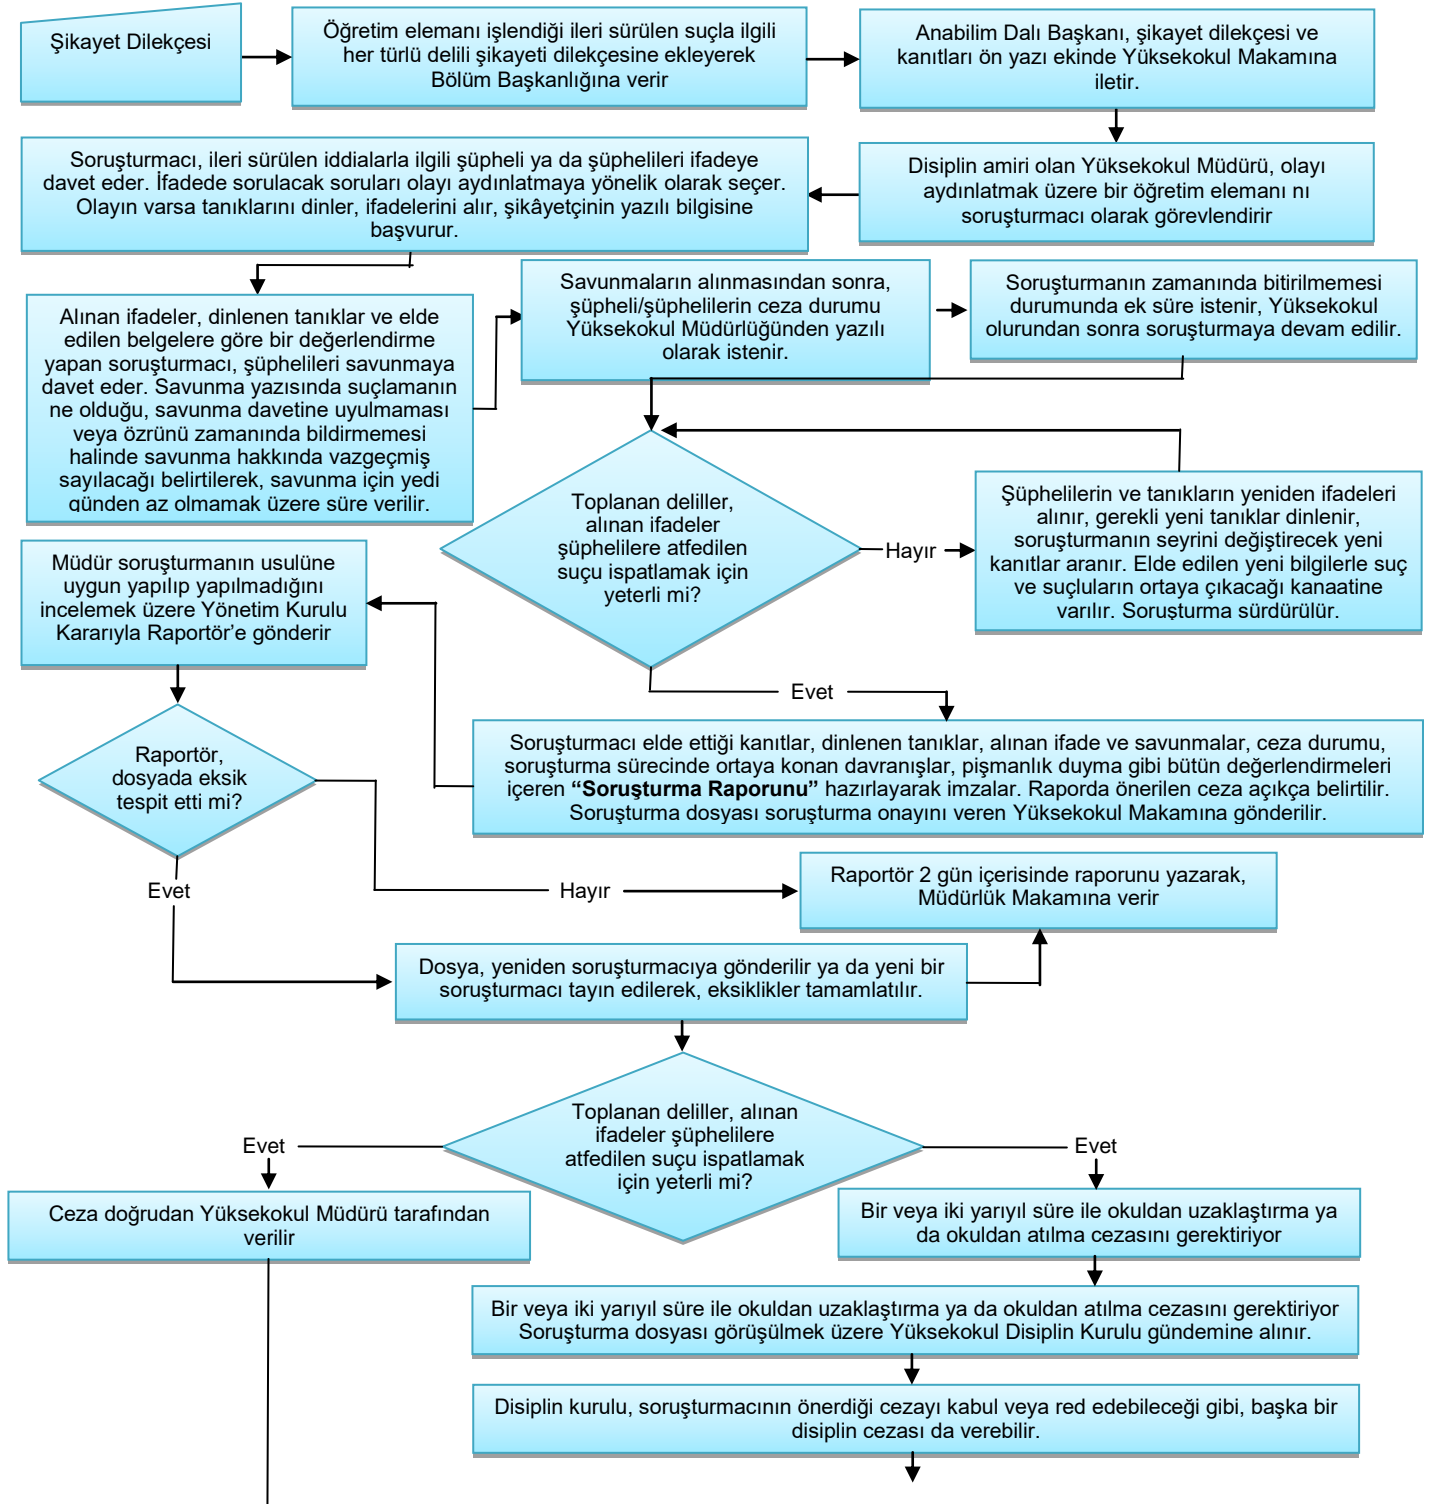 Şikayet Dilekçesi
Öğretim elemanı işlendiği ileri sürülen suçla ilgili
her türlü delili şikayeti dilekçesine ekleyerek
Bölüm Başkanlığına verir
Anabilim Dalı Başkanı, şikayet dilekçesi ve
kanıtları ön yazı ekinde Yüksekokul Makamına
iletir.
Disiplin amiri olan Yüksekokul Müdürü, olayı
aydınlatmak üzere bir öğretim elemanı nı
soruşturmacı olarak görevlendirir
Soruşturmacı, ileri sürülen iddialarla ilgili şüpheli ya da şüphelileri ifadeye
davet eder. İfadede sorulacak soruları olayı aydınlatmaya yönelik olarak seçer.
Olayın varsa tanıklarını dinler, ifadelerini alır, şikâyetçinin yazılı bilgisine
başvurur.
Alınan ifadeler, dinlenen tanıklar ve elde
edilen belgelere göre bir değerlendirme
yapan soruşturmacı, şüphelileri savunmaya
davet eder. Savunma yazısında suçlamanın
ne olduğu, savunma davetine uyulmaması
veya özrünü zamanında bildirmemesi
halinde savunma hakkında vazgeçmiş
sayılacağı belirtilerek, savunma için yedi
günden az olmamak üzere süre verilir.
Savunmaların alınmasından sonra,
şüpheli/şüphelilerin ceza durumu
Yüksekokul Müdürlüğünden yazılı
olarak istenir.
Soruşturmanın zamanında bitirilmemesi
durumunda ek süre istenir, Yüksekokul
olurundan sonra soruşturmaya devam edilir.
Toplanan deliller,
alınan ifadeler
şüphelilere atfedilen
suçu ispatlamak için
yeterli mi?
Hayır
Şüphelilerin ve tanıkların yeniden ifadeleri
alınır, gerekli yeni tanıklar dinlenir,
soruşturmanın seyrini değiştirecek yeni
kanıtlar aranır. Elde edilen yeni bilgilerle suç
ve suçluların ortaya çıkacağı kanaatine
varılır. Soruşturma sürdürülür.
Evet
Soruşturmacı elde ettiği kanıtlar, dinlenen tanıklar, alınan ifade ve savunmalar, ceza durumu,
soruşturma sürecinde ortaya konan davranışlar, pişmanlık duyma gibi bütün değerlendirmeleri
içeren “Soruşturma Raporunu” hazırlayarak imzalar. Raporda önerilen ceza açıkça belirtilir.
Soruşturma dosyası soruşturma onayını veren Yüksekokul Makamına gönderilir.
Müdür soruşturmanın usulüne
uygun yapılıp yapılmadığını
incelemek üzere Yönetim Kurulu
Kararıyla Raportör’e gönderir
Raportör,
dosyada eksik
tespit etti mi?
Evet
Hayır
Raportör 2 gün içerisinde raporunu yazarak,
Müdürlük Makamına verir
Dosya, yeniden soruşturmacıya gönderilir ya da yeni bir
soruşturmacı tayin edilerek, eksiklikler tamamlatılır.
Toplanan deliller, alınan
ifadeler şüphelilere
atfedilen suçu ispatlamak
için yeterli mi?
Evet
Evet
Ceza doğrudan Yüksekokul Müdürü tarafından
verilir
Bir veya iki yarıyıl süre ile okuldan uzaklaştırma ya
da okuldan atılma cezasını gerektiriyor
Bir veya iki yarıyıl süre ile okuldan uzaklaştırma ya da okuldan atılma cezasını gerektiriyor
Soruşturma dosyası görüşülmek üzere Yüksekokul Disiplin Kurulu gündemine alınır.
Disiplin kurulu, soruşturmacının önerdiği cezayı kabul veya red edebileceği gibi, başka bir
disiplin cezası da verebilir.